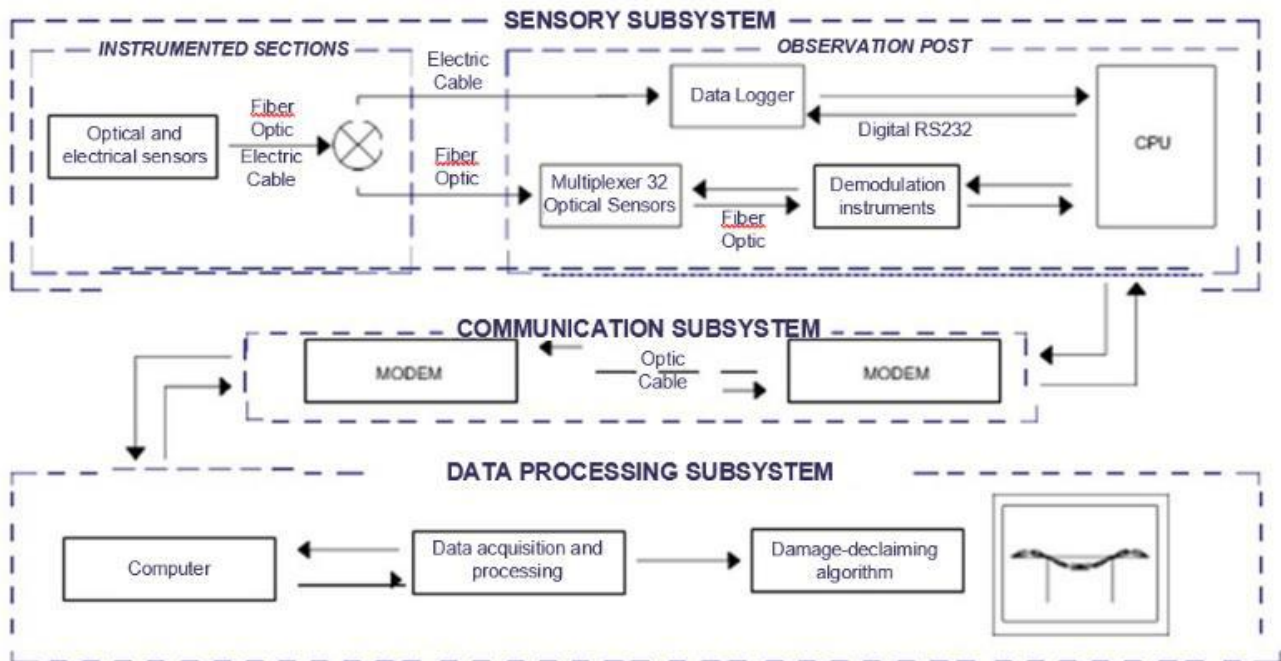 SENSORY SUBSYSTEM
INSTRUMENTED SECTIONS
OBSERVATION POST
Optical and
electrical sensors
Fiber
Optic
Electric
Cable
Electric
Cable
Fiber
Optic
Data Logger
Digital RS232
CPU
Multiplexer 32
Optical Sensors
Fiber
Optic
Demodulation
instruments
COMMUNICATION SUBSYSTEM
MODEM
Optic
Cable
MODEM
DATA PROCESSING SUBSYSTEM
Computer
Data acquisition and
processing
Damage-declaiming
algorithm